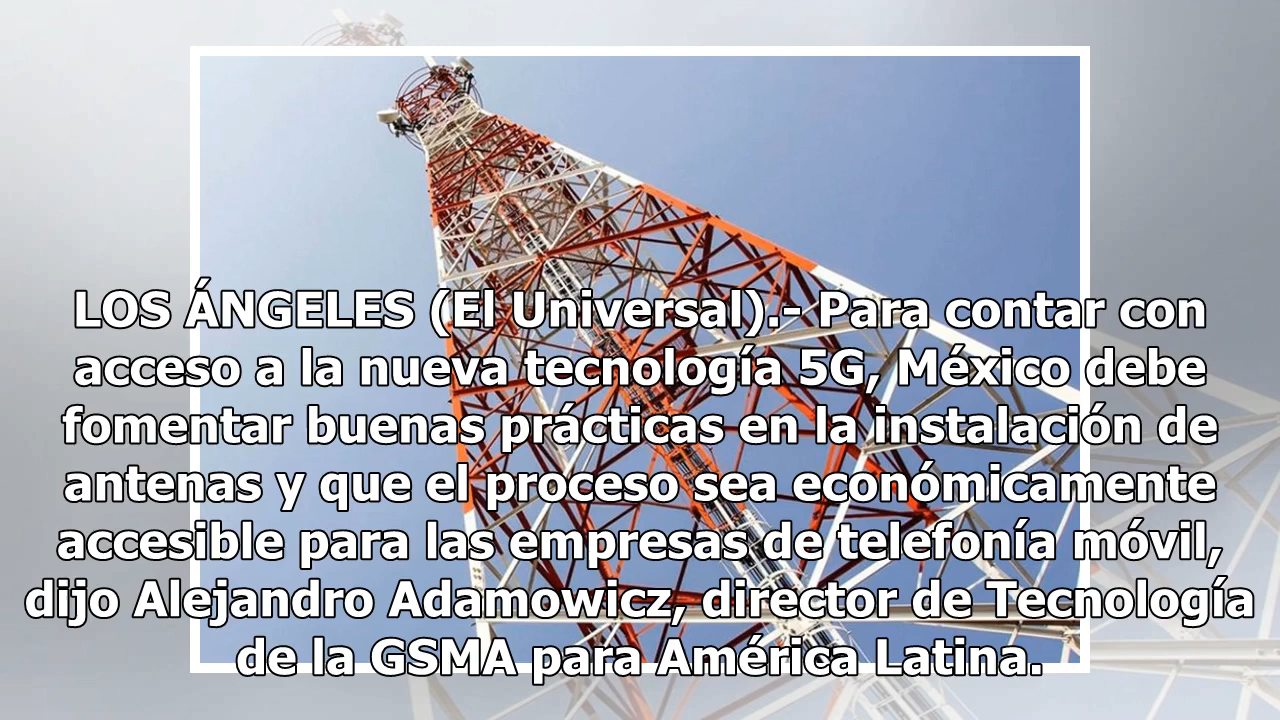 LOS ÁNGELES (El Universal).- Para contar con
acceso a la nueva tecnología 5G, México debe
fomentar buenas prácticas en la instalación de
antenas y que el proceso sea económicamente
accesible para las empresas de telefonía móvil,
dijo Alejandro Adamowicz, director de Tecnología
de la GSMA para América Latina.